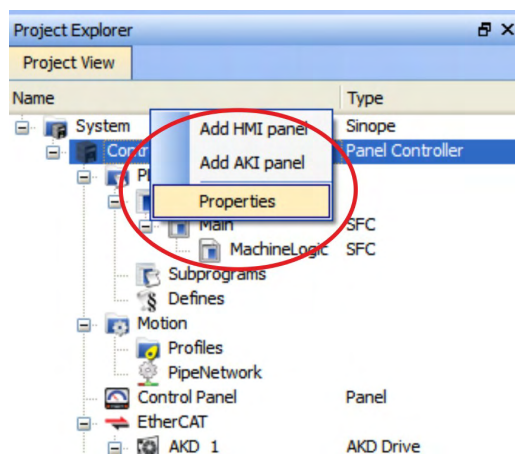 Project Explorer
Project View
Name Type
System Sinope
Add HMI panel
Panel Controller
Add AKI panel
Properties
Main SFC
MachineLogic SFC
Subprograms
Defines
Motion
Profiles
PipeNetwork
Control Panel Panel
EtherCAT
AKD_1 AKD Drive